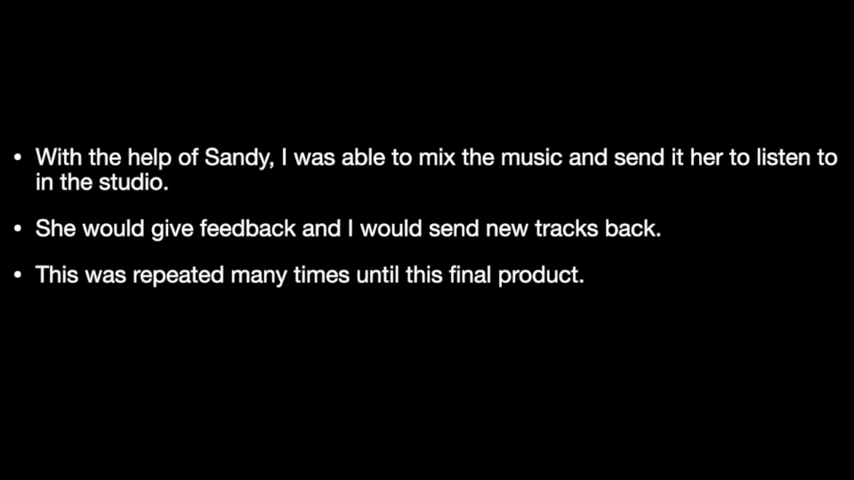 • With the help of Sandy, I was able to mix the music and send it her to listen to
in the studio.
• She would give feedback and I would send new tracks back.
• This was repeated many times until this final product.